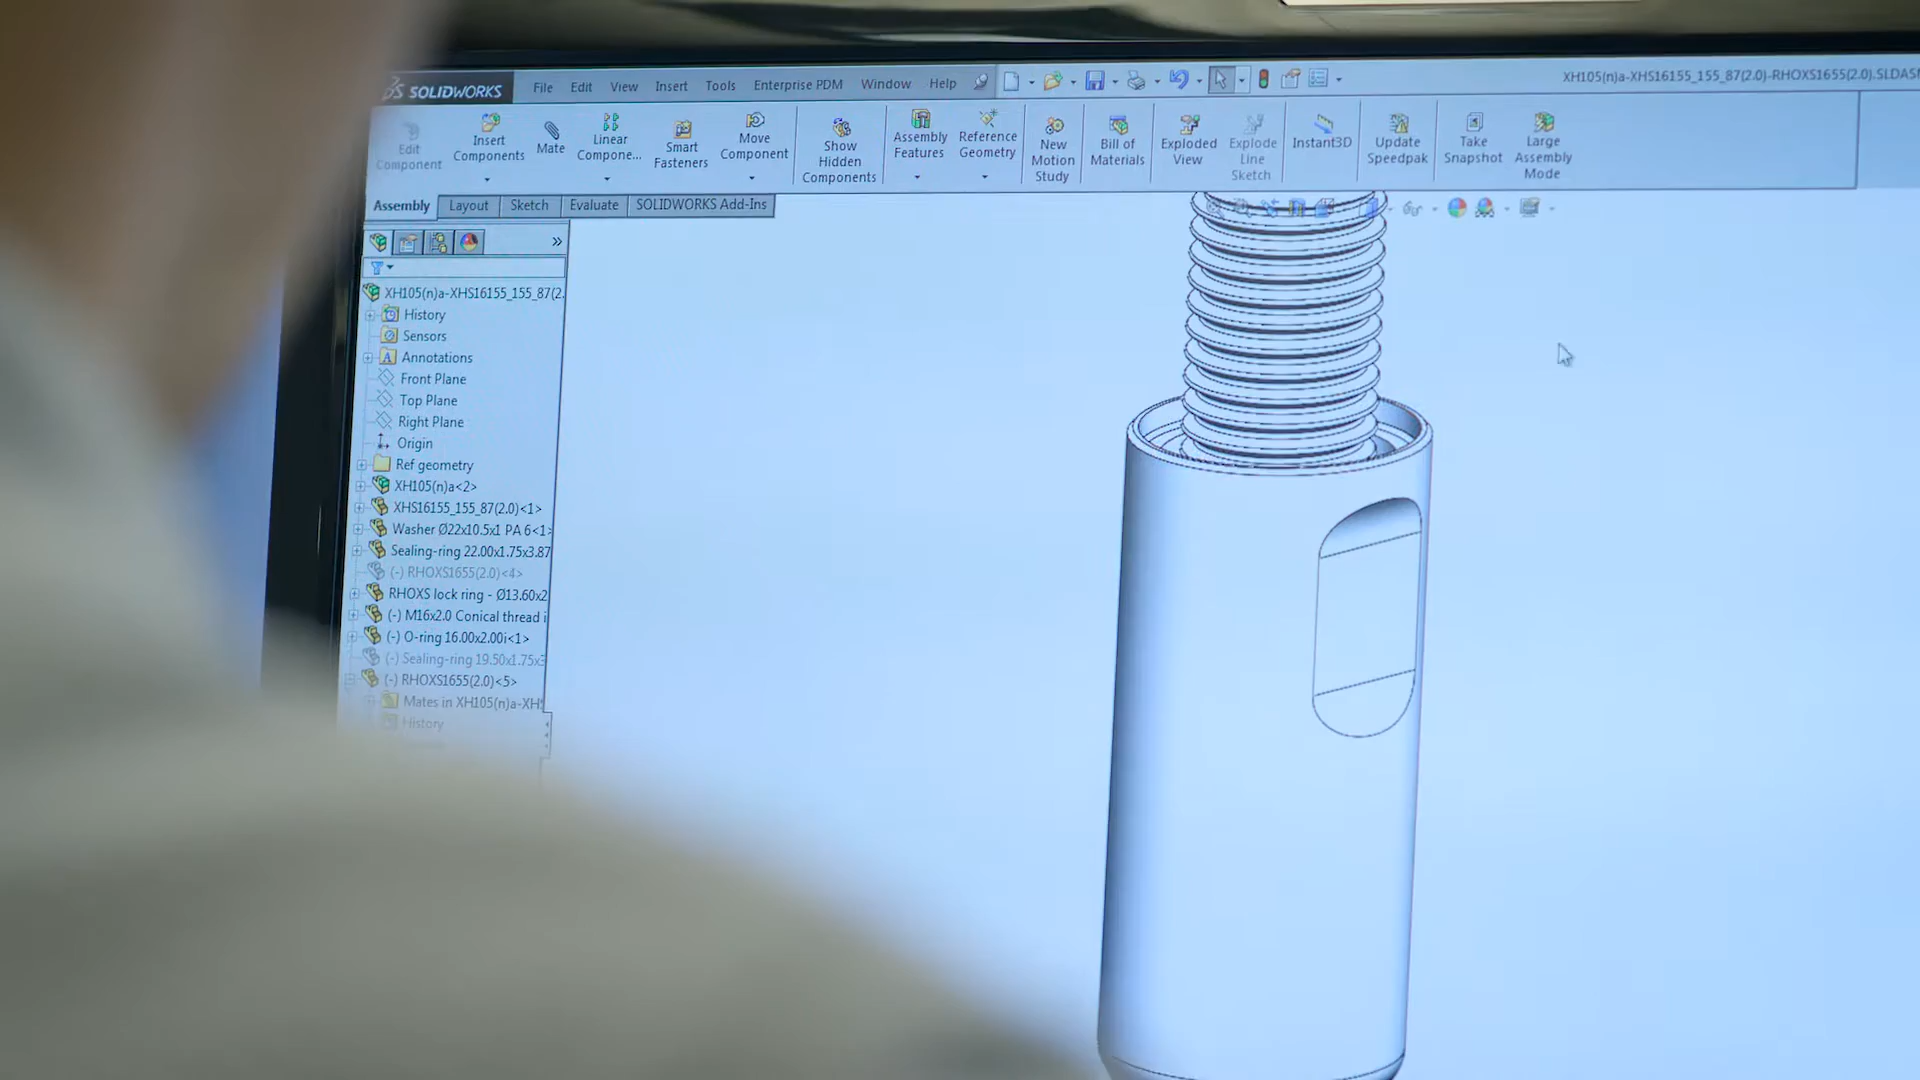 SOLIDWORKS File Edit View Insert Tools Enterprise PDM Window Help
XH105(n)a-XHS16155_155_87(2.0)-RHOXS1655(2.0).SLDASM
Edit Component
Insert Components
Mate
Linear Compone...
Smart Fasteners
Move Component
Show Hidden Components
Assembly Features
Reference Geometry
New Motion Study
Bill of Materials
Exploded View
Explode Line Sketch
Instant3D
Update Speedpak
Take Snapshot
Large Assembly Mode
Assembly Layout Sketch Evaluate SOLIDWORKS Add-Ins
XH105(n)a-XHS16155_155_87(2.
History
Sensors
Annotations
Front Plane
Top Plane
Right Plane
Origin
Ref geometry
XH105(n)a<2>
XHS16155_155_87(2.0)<1>
Washer Ø22x10.5x1 PA 6<1>
Sealing-ring 22.00x1.75x3.87
(-) RHOXS1655(2.0)<4>
RHOXS lock ring - Ø13.60x2
(-) M16x2.0 Conical thread i
(-) O-ring 16.00x2.00i<1>
(-) Sealing-ring 19.50x1.75x3
(-) RHOXS1655(2.0)<5>
Mates in XH105(n)a-XH
History